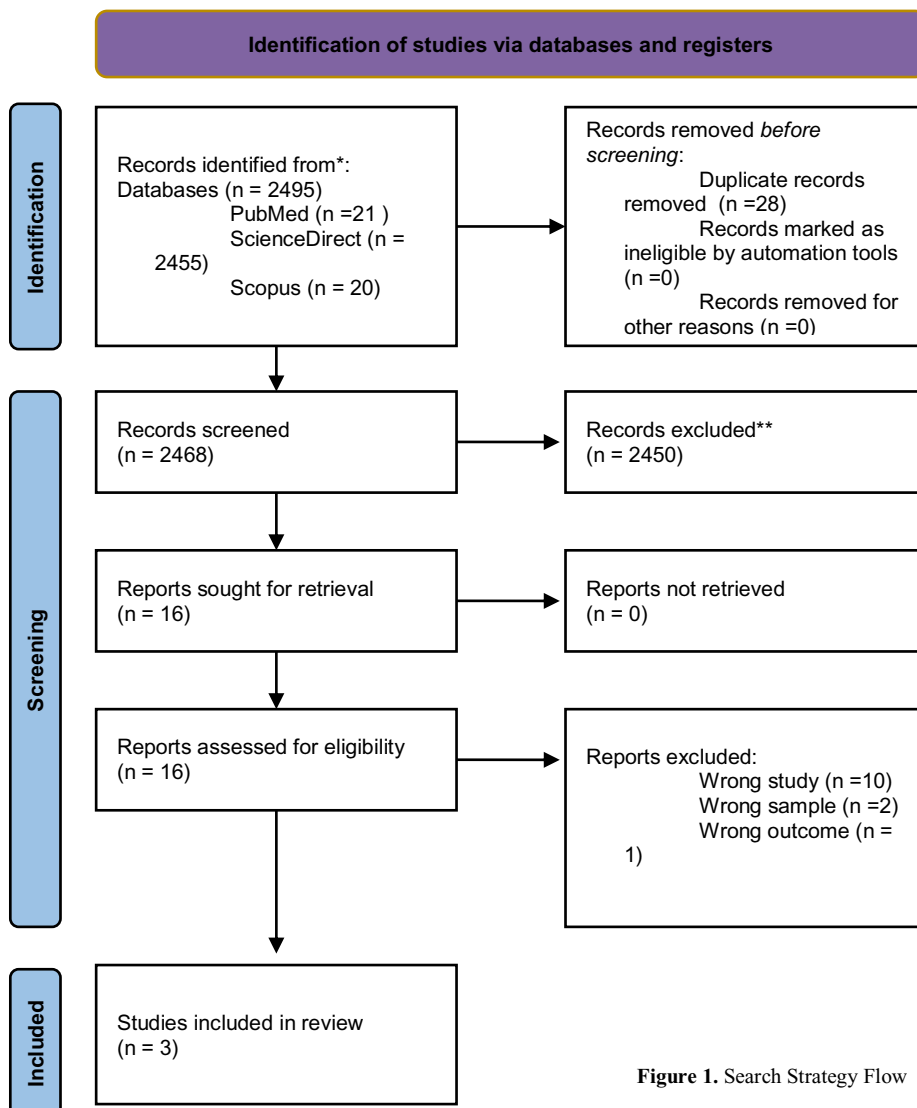 Identification of studies via databases and registers
Identification
Records identified from*:
Databases (n = 2495)
PubMed (n =21 )
ScienceDirect (n =
2455)
Scopus (n = 20)
Records removed before
screening:
Duplicate records
removed (n =28)
Records marked as
ineligible by automation tools
(n =0)
Records removed for
other reasons (n =0)
Screening
Records screened
(n = 2468)
Records excluded**
(n = 2450)
Reports sought for retrieval
(n = 16)
Reports not retrieved
(n = 0)
Reports assessed for eligibility
(n = 16)
Reports excluded:
Wrong study (n =10)
Wrong sample (n =2)
Wrong outcome (n =
1)
Included
Studies included in review
(n = 3)
Figure 1. Search Strategy Flow